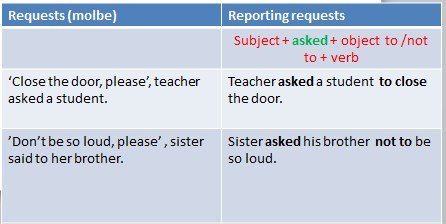 Requests (molbe)
Reporting requests
Subject + asked + object to /not
to + verb
‘Close the door, please’, teacher
asked a student.
Teacher asked a student to close
the door.
‘Don’t be so loud, please’ , sister
said to her brother.
Sister asked his brother not to be
so loud.